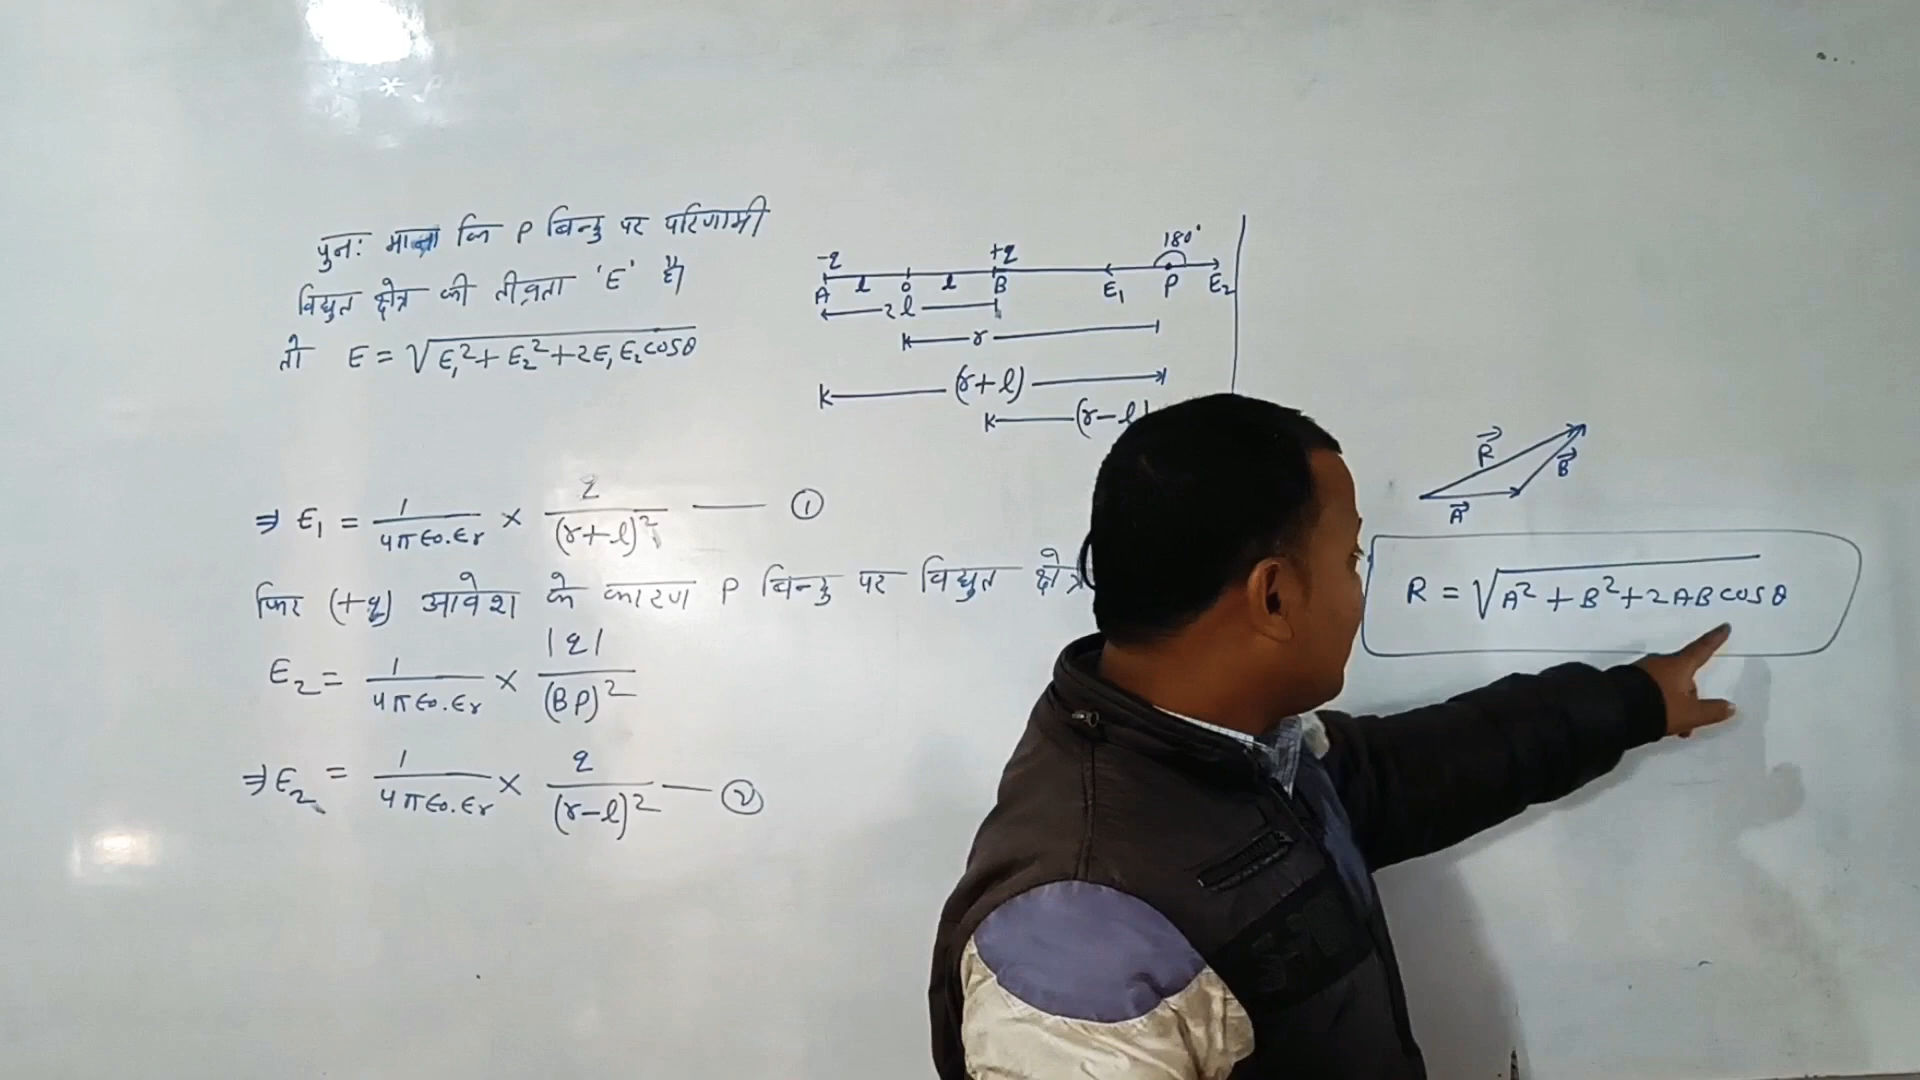 पुनः माना कि P बिन्दु पर परिणामी
विद्युत क्षेत्र की तीव्रता 'E' है।
तो E = √E₁² + E₂² + 2E₁E₂cosθ
⇒ E₁ = 1/4πϵ₀.ϵr × q/(r+l)² —— ①
फिर (+q) आवेश के कारण P बिन्दु पर विद्युत क्षेत्र
E₂ = 1/4πϵ₀.ϵr × |q|/(BP)²
⇒ E₂ = 1/4πϵ₀.ϵr × q/(r-l)² — ②
-q +q 180°
A l O l B E₁ P E₂
2l
r
(r+l)
(r-l
R⃗ B⃗
A⃗
R = √A² + B² + 2ABcosθ